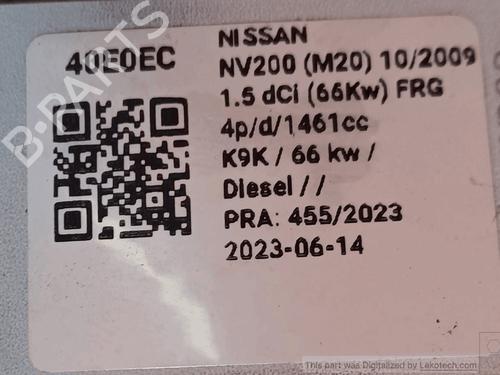 40E0EC
NISSAN
NV200 (M20) 10/2009
1.5 dCi (66Kw) FRG
4p/d/1461cc
K9K / 66 kw /
Diesel / /
PRA: 455/2023
2023-06-14
B-PARTS
This part was Digitalized by Lakotech.com